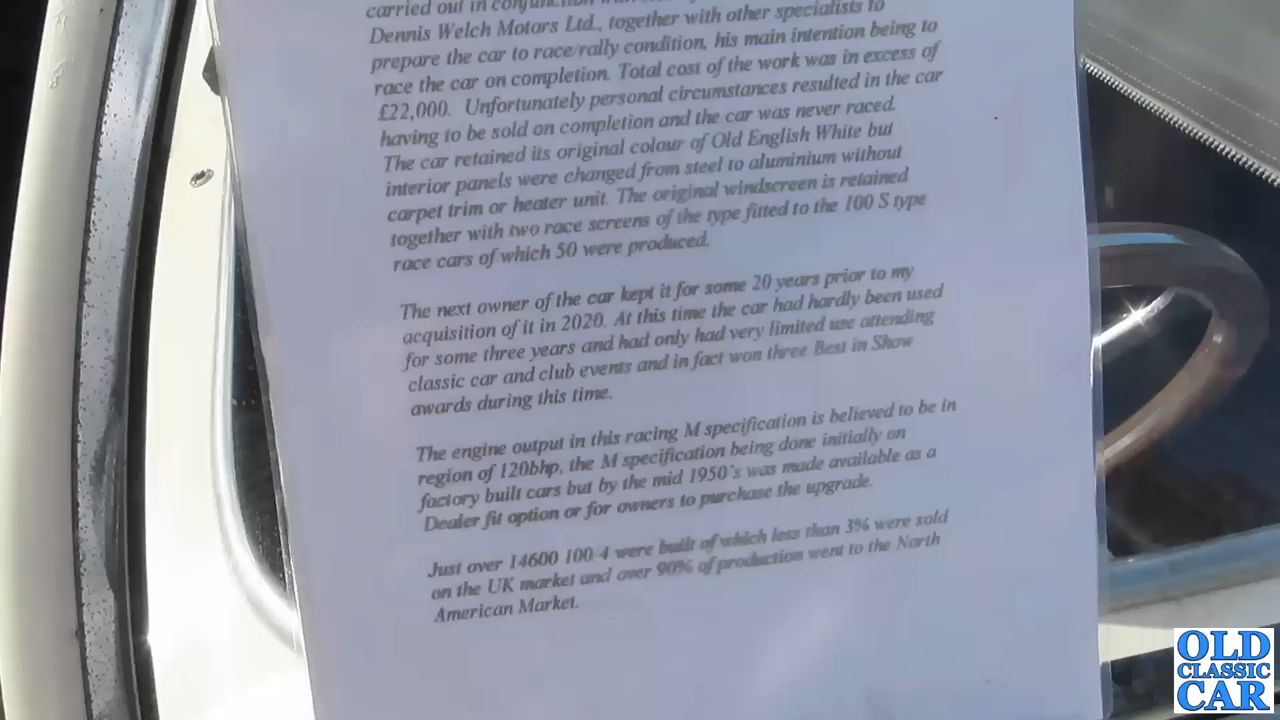 carried out in conjunction with
Dennis Welch Motors Ltd., together with other specialists to
prepare the car to race/rally condition, his main intention being to
race the car on completion. Total cost of the work was in excess of
£22,000. Unfortunately personal circumstances resulted in the car
having to be sold on completion and the car was never raced.
The car retained its original colour of Old English White but
interior panels were changed from steel to aluminium without
carpet trim or heater unit. The original windscreen is retained
together with two race screens of the type fitted to the 100 S type
race cars of which 50 were produced.
The next owner of the car kept it for some 20 years prior to my
acquisition of it in 2020. At this time the car had hardly been used
for some three years and had only had very limited use attending
classic car and club events and in fact won three Best in Show
awards during this time.
The engine output in this racing M specification is believed to be in
region of 120bhp, the M specification being done initially on
factory built cars but by the mid 1950's was made available as a
Dealer fit option or for owners to purchase the upgrade.
Just over 14600 100/4 were built of which less than 3% were sold
on the UK market and over 90% of production went to the North
American Market.
OLD
CLASSIC
CAR